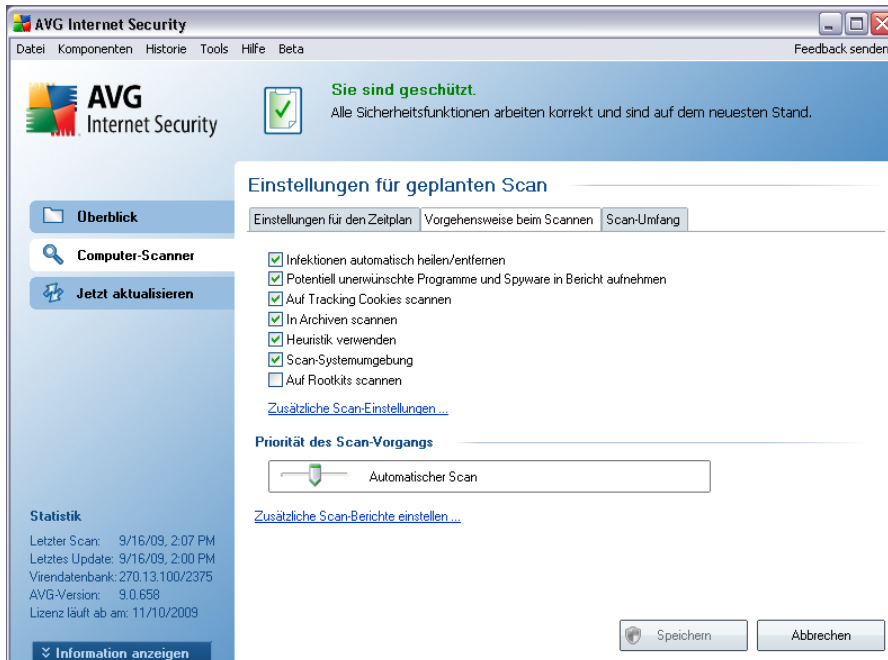 AVG Internet Security
Datei Komponenten Historie Tools Hilfe Beta Feedback senden
AVG
Internet Security
Sie sind geschützt.
Alle Sicherheitsfunktionen arbeiten korrekt und sind auf dem neuesten Stand.
Überblick
Computer-Scanner
Jetzt aktualisieren
Einstellungen für geplanten Scan
Einstellungen für den Zeitplan Vorgehensweise beim Scannen Scan-Umfang
Infektionen automatisch heilen/entfernen
Potentiell unerwünschte Programme und Spyware in Bericht aufnehmen
Auf Tracking Cookies scannen
In Archiven scannen
Heuristik verwenden
Scan-Systemumgebung
Auf Rootkits scannen
Zusätzliche Scan-Einstellungen ...
Priorität des Scan-Vorgangs
Automatischer Scan
Zusätzliche Scan-Berichte einstellen ...
Statistik
Letzter Scan: 9/16/09, 2:07 PM
Letztes Update: 9/16/09, 2:00 PM
Virendatenbank: 270.13.100/2375
AVG-Version: 9.0.658
Lizenz läuft ab am: 11/10/2009
Information anzeigen
Speichern Abbrechen